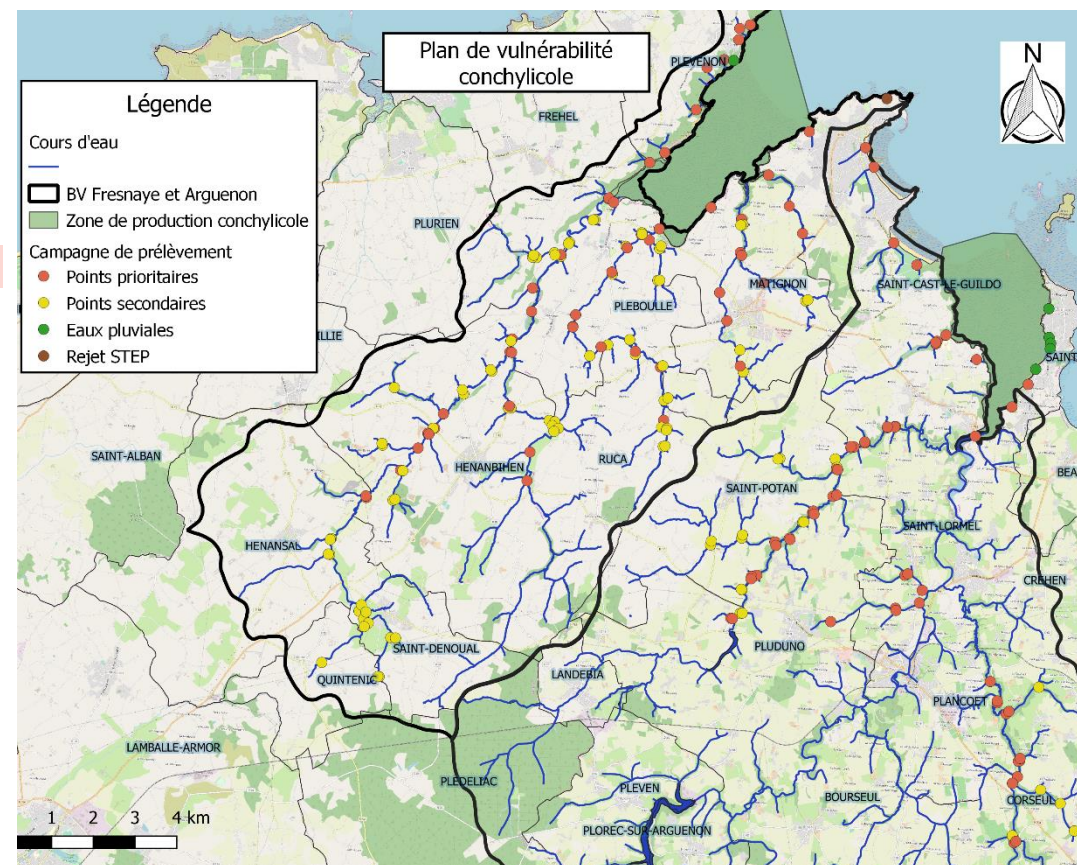 Plan de vulnérabilité
conchylicole
N
Légende
Cours d'eau
BV Fresnaye et Arguenon
Zone de production conchylicole
Campagne de prélèvement
Points prioritaires
Points secondaires
Eaux pluviales
Rejet STEP
PLEVENON
FREHEL
PLURIEN
PLEBOULLE
MATIGNON
SAINT-CAST-LE-GUILDO
ILLIE
SAINT-
SAINT-ALBAN
HENANBIHEN
RUCA
SAINT-POTAN
BEA
HENANSAL
SAINT-LORMEL
CREHEN
SAINT-DENOUAL
PLUDUNO
QUINTENIC
LANDEBIA
PLANCOET
LAMBALLE-ARMOR
PLEDELIAC
PLEVEN
BOURSEUL
CORSEUL
PLOREC-SUR-ARGUENON
1 2 3 4 km